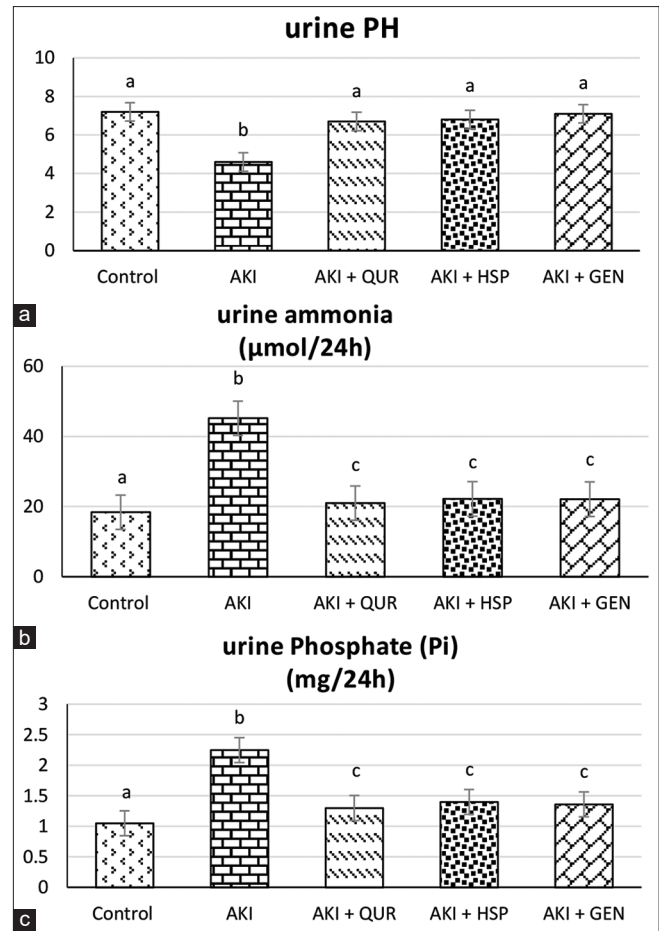 urine PH
10
8
6
4
2
0
a
b
a
a
a
Control
AKI
AKI + QUR
AKI + HSP
AKI + GEN
a
urine ammonia
(µmol/24h)
60
40
20
0
a
b
c
c
c
Control
AKI
AKI + QUR
AKI + HSP
AKI + GEN
b
urine Phosphate (Pi)
(mg/24h)
3
2.5
2
1.5
1
0.5
0
a
b
c
c
c
Control
AKI
AKI + QUR
AKI + HSP
AKI + GEN
c